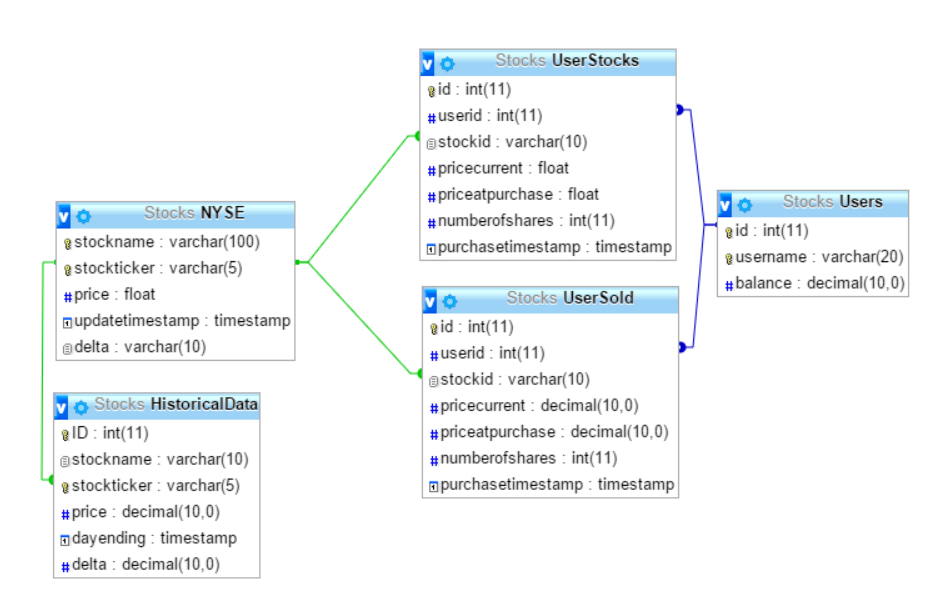 v Stocks UserStocks
id : int(11)
#userid : int(11)
stockid : varchar(10)
#pricecurrent : float
#priceatpurchase : float
#numberofshares : int(11)
purchasetimestamp : timestamp
v Stocks NYSE
stockname : varchar(100)
stockticker : varchar(5)
#price : float
updatetimestamp : timestamp
delta : varchar(10)
v Stocks Users
id : int(11)
username : varchar(20)
#balance : decimal(10,0)
v Stocks UserSold
id : int(11)
#userid : int(11)
stockid : varchar(10)
#pricecurrent : decimal(10,0)
#priceatpurchase : decimal(10,0)
#numberofshares : int(11)
purchasetimestamp : timestamp
v Stocks HistoricalData
ID : int(11)
stockname : varchar(10)
stockticker : varchar(5)
#price : decimal(10,0)
dayending : timestamp
#delta : decimal(10,0)